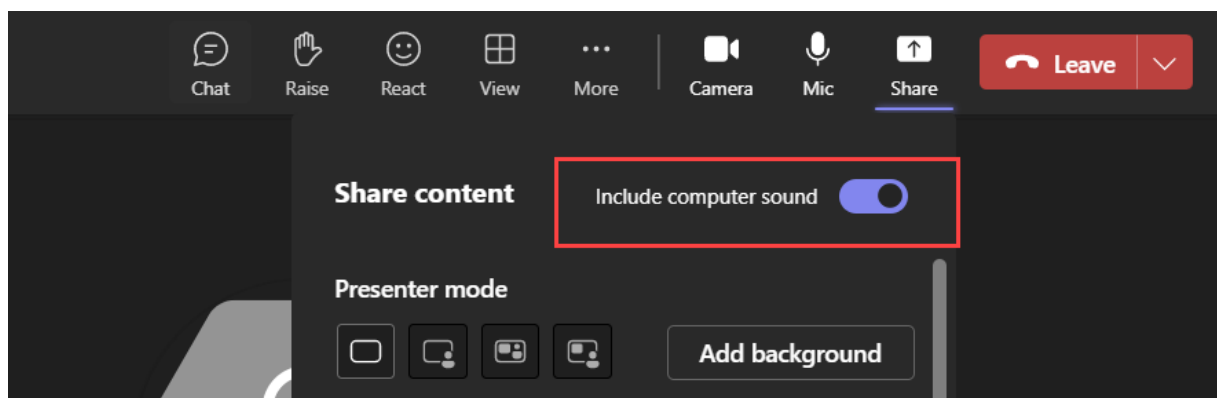 Chat Raise React View More Camera Mic Share Leave
Share content Include computer sound
Presenter mode
Add background